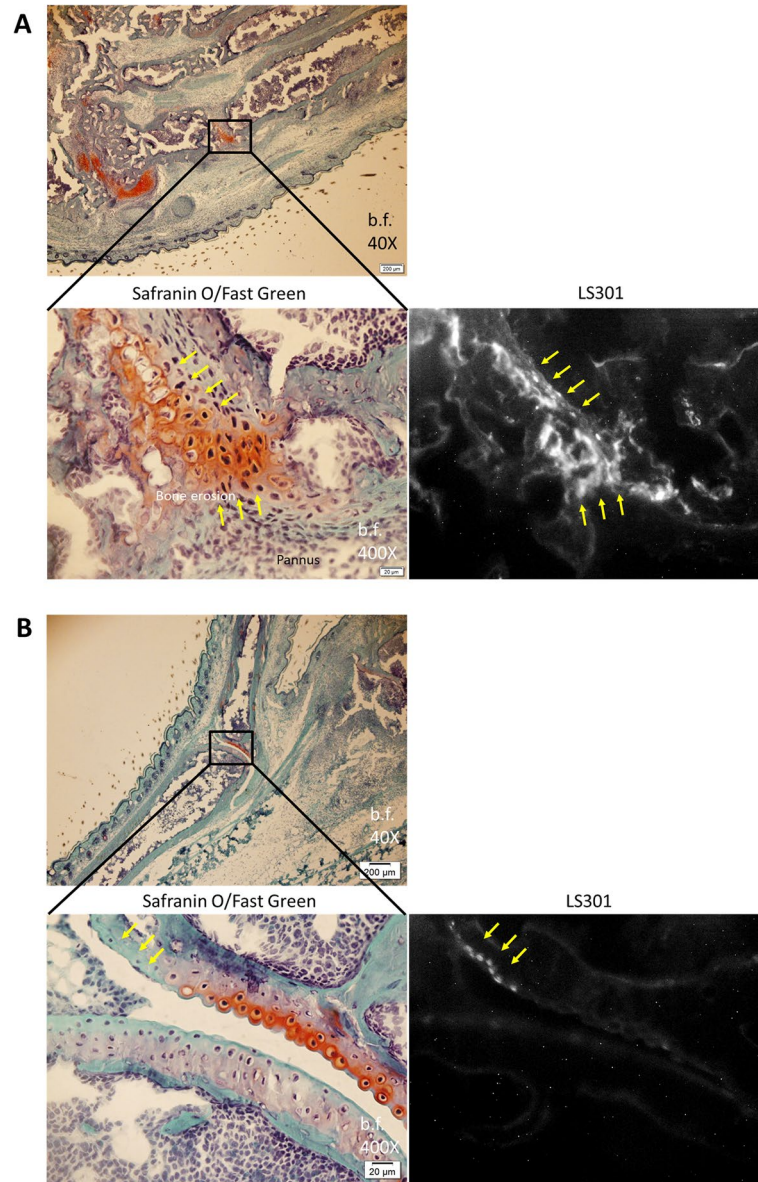 A
b.f.
40X
200 µm
Safranin O/Fast Green
LS301
Bone erosion
b.f.
400X
Pannus
20 µm
B
b.f.
40X
200 µm
Safranin O/Fast Green
LS301
b.f.
400X
20 µm